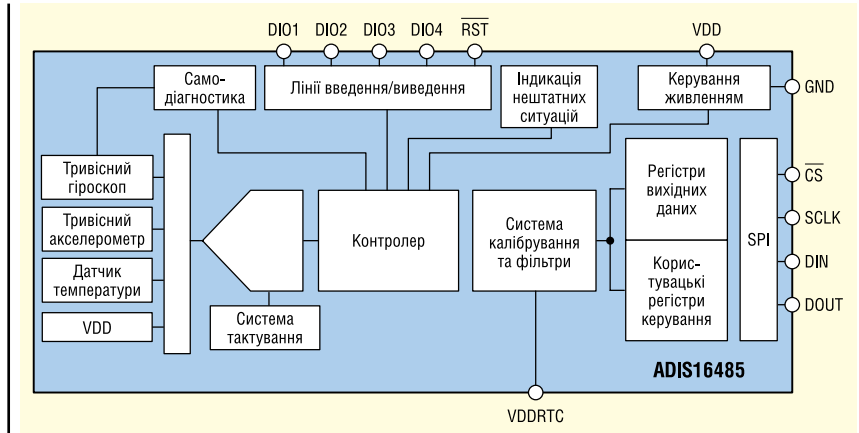 DIO1 DIO2 DIO3 DIO4 RST VDD
Само-
діагностика
Лінії введення/виведення
Індикація
нештатних
ситуацій
Керування
живленням
GND
Тривісний
гіроскоп
Тривісний
акселерометр
Датчик
температури
VDD
Система
тактування
Контролер
Система
калібрування
та фільтри
Регістри
вихідних
даних
Корис-
тувацькі
регістри
керування
SPI
CS
SCLK
DIN
DOUT
ADIS16485
VDDRTC